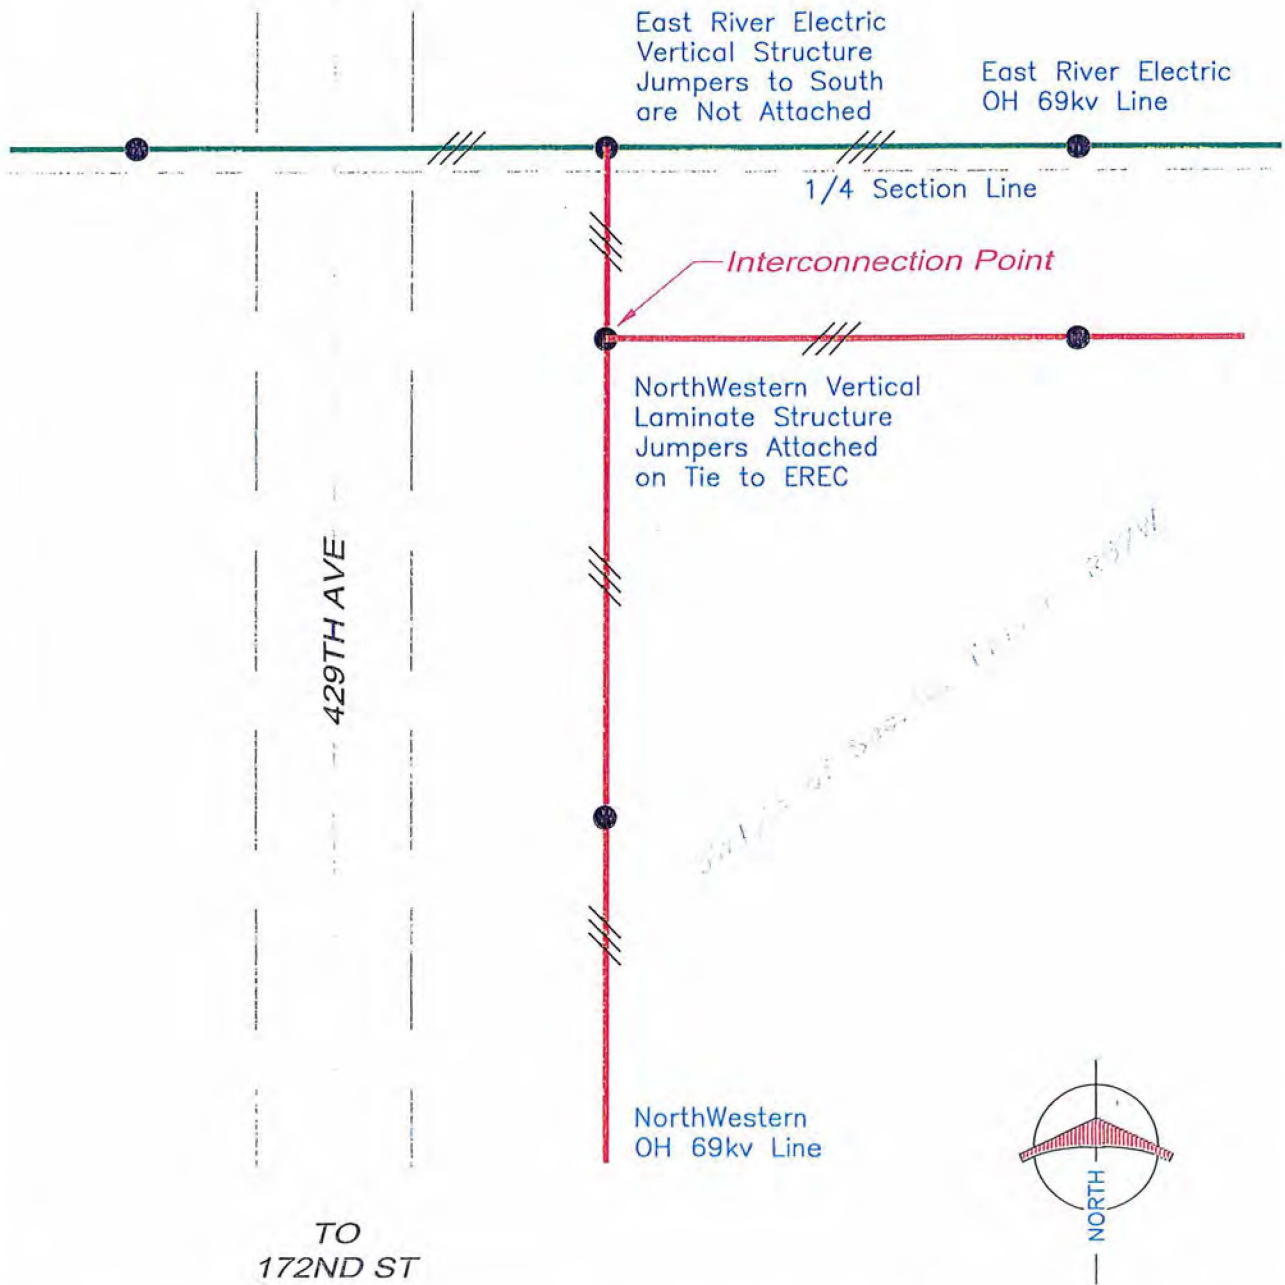 East River Electric
Vertical Structure
Jumpers to South
are Not Attached
East River Electric
OH 69kv Line
1/4 Section Line
Interconnection Point
NorthWestern Vertical
Laminate Structure
Jumpers Attached
on Tie to EREC
429TH AVE
R67W
NorthWestern
OH 69kv Line
NORTH
TO
172ND ST